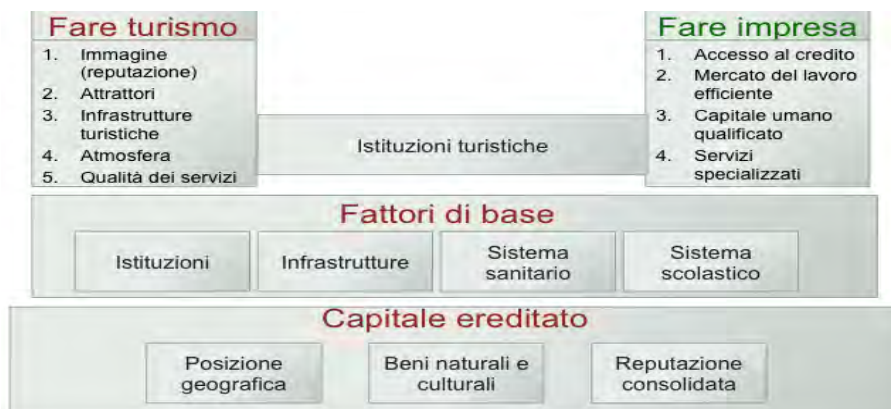 Fare turismo
1. Immagine
(reputazione)
2. Attrattori
3. Infrastrutture
turistiche
4. Atmosfera
5. Qualità dei servizi
Istituzioni turistiche
Fare impresa
1. Accesso al credito
2. Mercato del lavoro
efficiente
3. Capitale umano
qualificato
4. Servizi
specializzati
Fattori di base
Istituzioni
Infrastrutture
Sistema
sanitario
Sistema
scolastico
Capitale ereditato
Posizione
geografica
Beni naturali e
culturali
Reputazione
consolidata